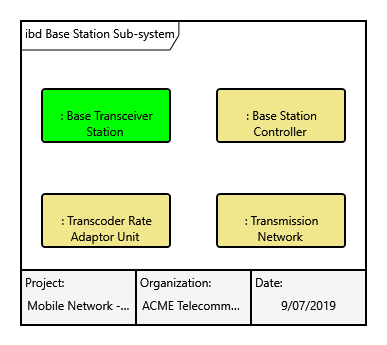 ibd Base Station Sub-system
: Base Transceiver
Station
: Base Station
Controller
: Transcoder Rate
Adaptor Unit
: Transmission
Network
Project:
Mobile Network -...
Organization:
ACME Telecomm...
Date:
9/07/2019